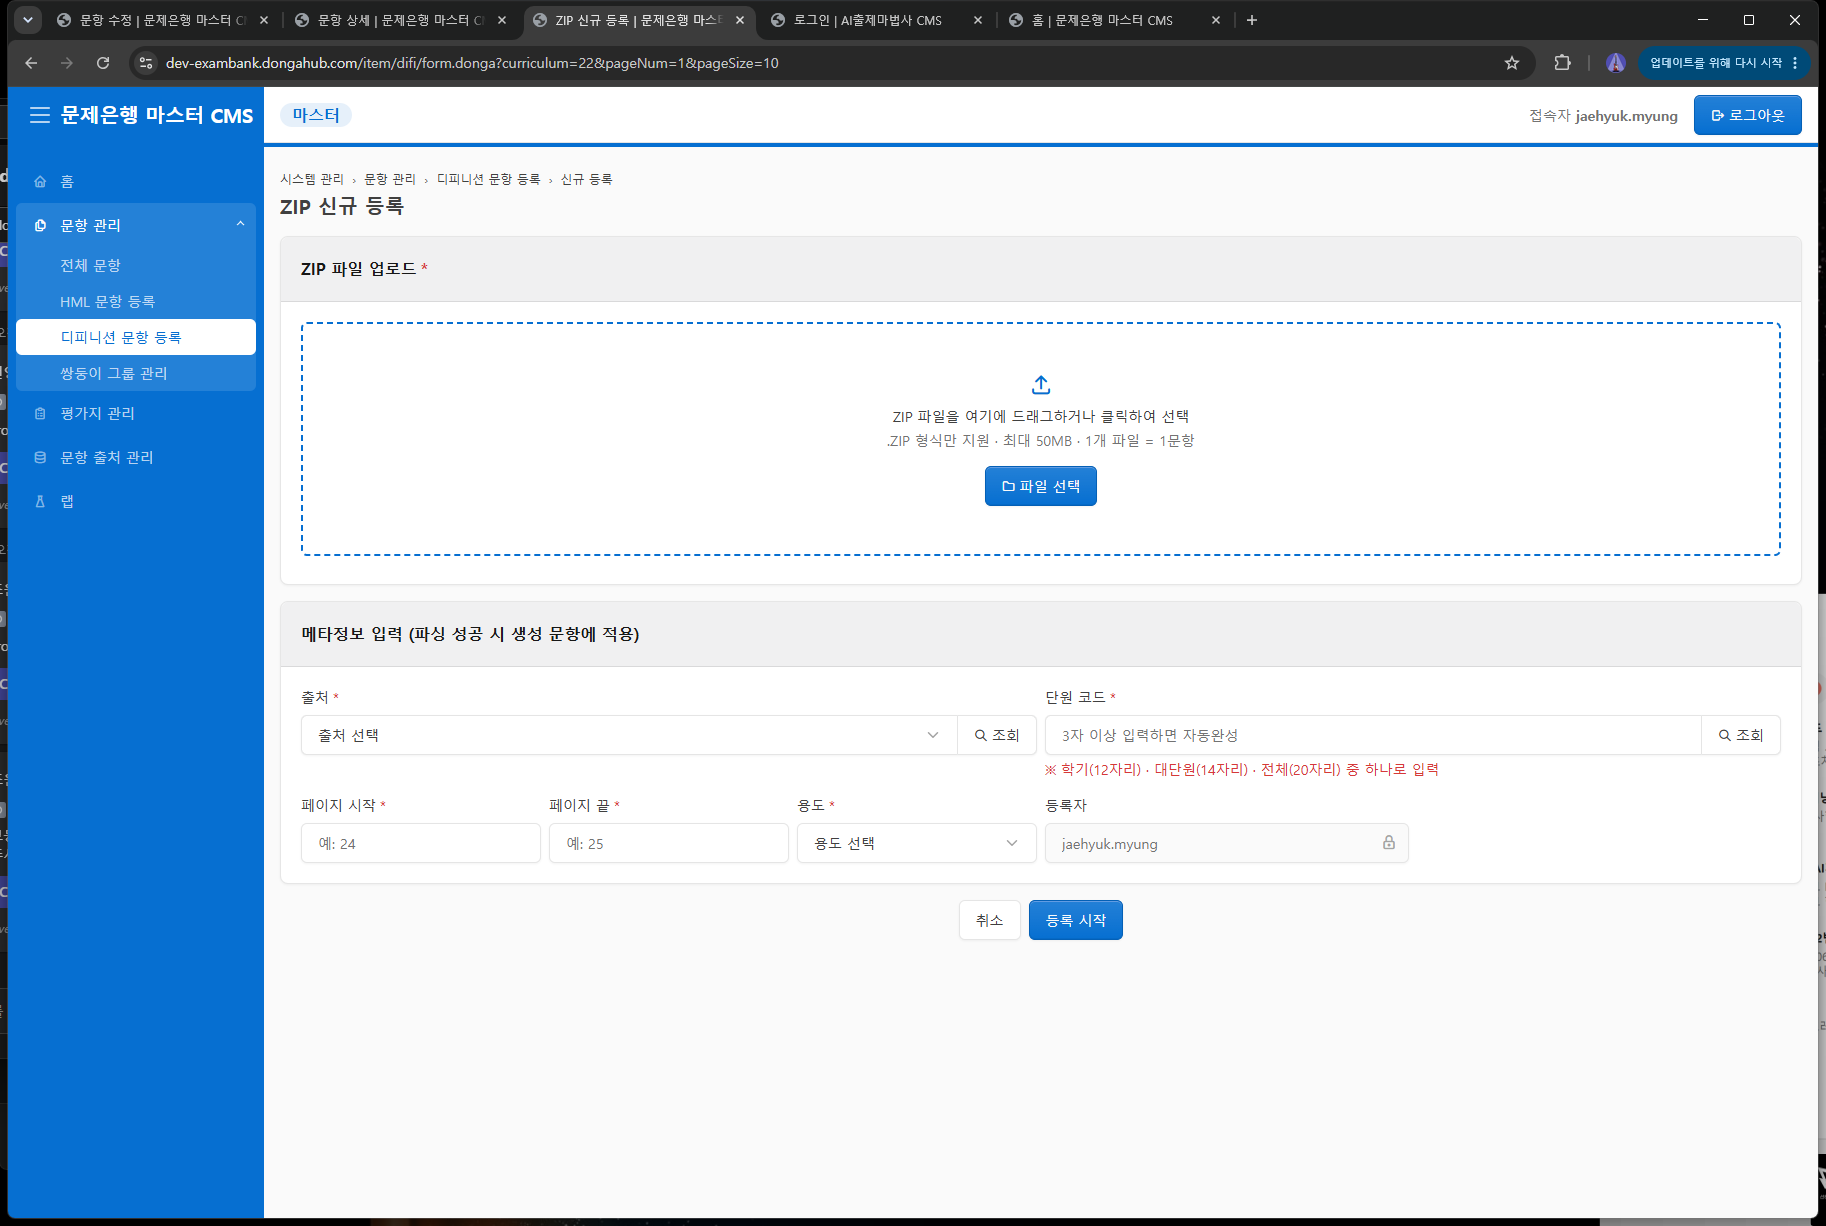 문항 수정 | 문제은행 마스터 C
문항 상세 | 문제은행 마스터 C
ZIP 신규 등록 | 문제은행 마스
로그인 | AI출제마법사 CMS
홈 | 문제은행 마스터 CMS
dev-exambank.dongahub.com/item/difi/form.donga?curriculum=22&pageNum=1&pageSize=10
업데이트를 위해 다시 시작
문제은행 마스터 CMS
마스터
접속자 jaehyuk.myung
로그아웃
홈
문항 관리
전체 문항
HML 문항 등록
디피니션 문항 등록
쌍둥이 그룹 관리
평가지 관리
문항 출처 관리
랩
시스템 관리 › 문항 관리 › 디피니션 문항 등록 › 신규 등록
ZIP 신규 등록
ZIP 파일 업로드 *
ZIP 파일을 여기에 드래그하거나 클릭하여 선택
.ZIP 형식만 지원 · 최대 50MB · 1개 파일 = 1문항
파일 선택
메타정보 입력 (파싱 성공 시 생성 문항에 적용)
출처 *
출처 선택
조회
단원 코드 *
3자 이상 입력하면 자동완성
조회
※ 학기(12자리) · 대단원(14자리) · 전체(20자리) 중 하나로 입력
페이지 시작 *
예: 24
페이지 끝 *
예: 25
용도 *
용도 선택
등록자
jaehyuk.myung
취소
등록 시작